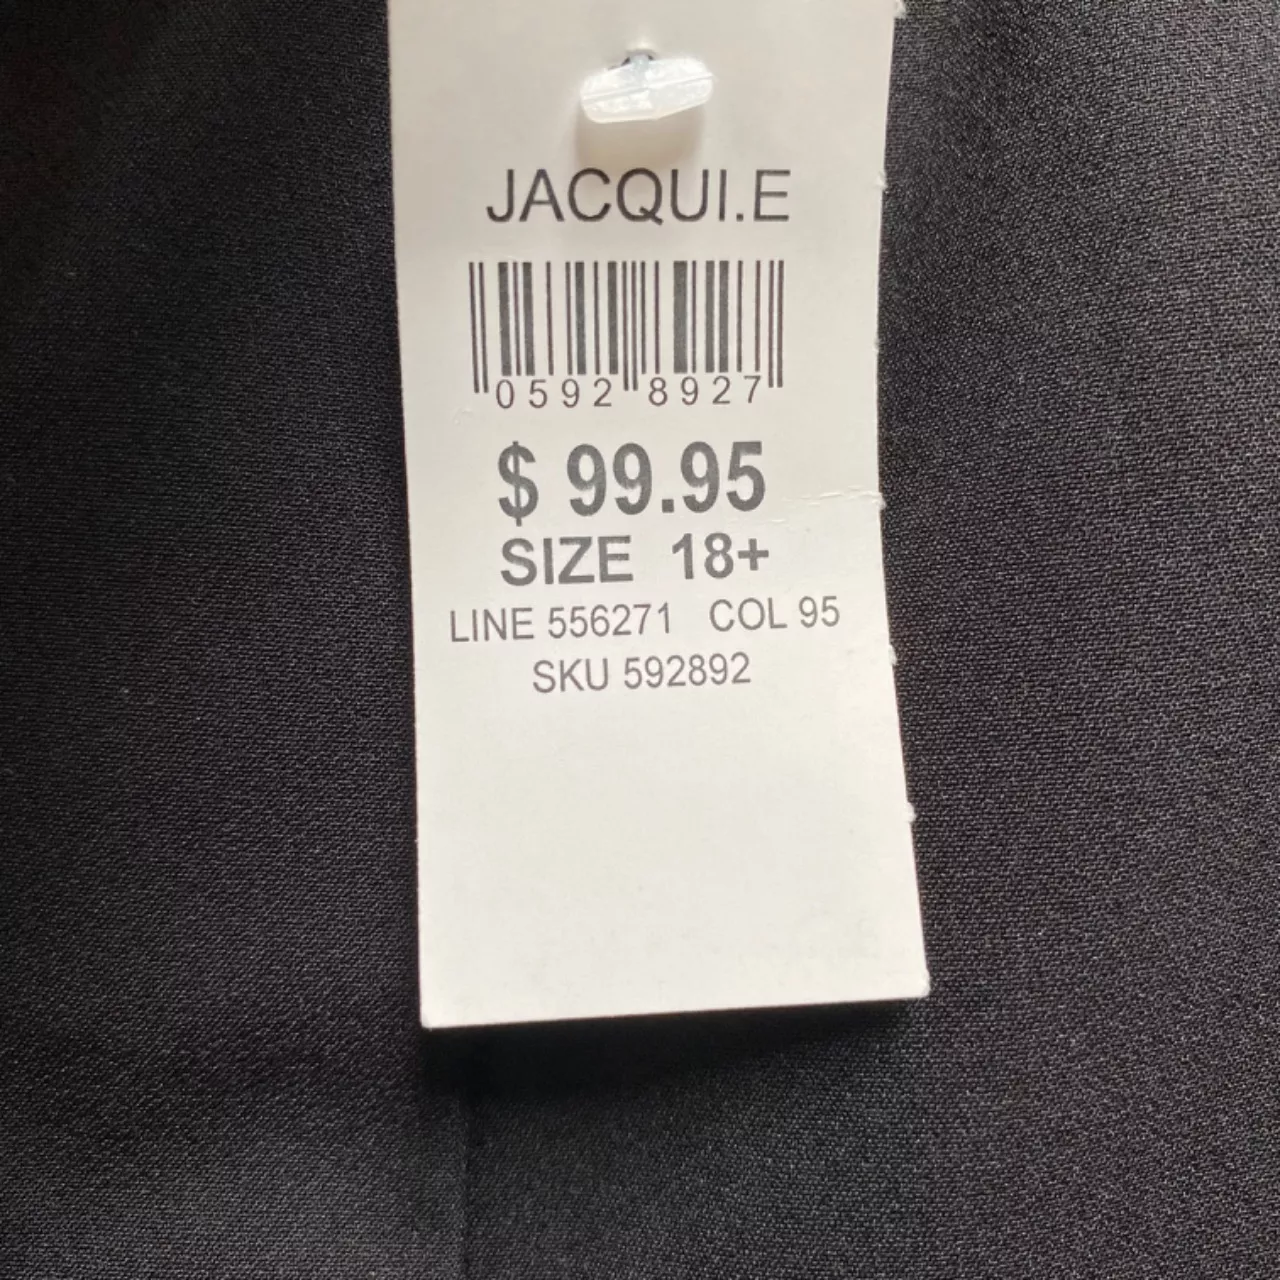 JACQUI.E
0592 8927
$ 99.95
SIZE 18+
LINE 556271 COL 95
SKU 592892